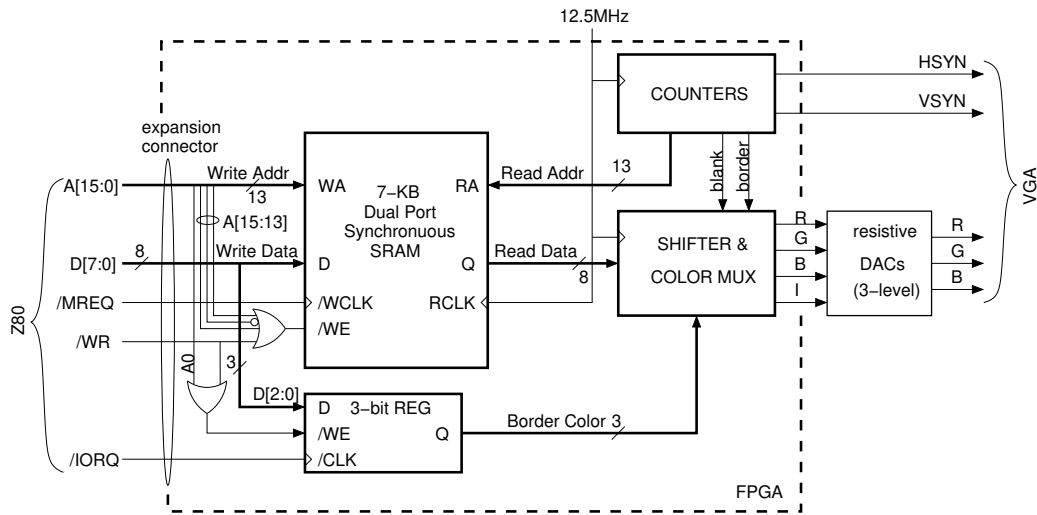 12.5MHz
HSYN
COUNTERS
VSYN
expansion
connector
blank
border
A[15:0]
Write Addr
13
WA
7-KB
Dual Port
Synchronuous
SRAM
RA
Read Addr
13
VGA
A[15:13]
R
G
B
I
SHIFTER &
COLOR MUX
resistive
DACs
(3-level)
R
G
B
D[7:0]
8
Write Data
D
Q
Read Data
8
/MREQ
/WCLK
RCLK
Z80
/WE
/WR
A0
3
D[2:0]
D
3-bit REG
/WE
Q
Border Color
3
/IORQ
/CLK
FPGA